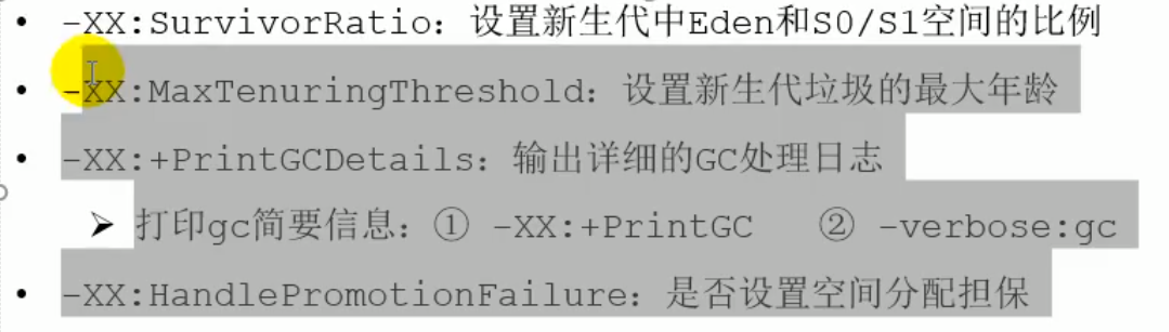 • -XX:SurvivorRatio：设置新生代中Eden和S0/S1空间的比例
• -XX:MaxTenuringThreshold：设置新生代垃圾的最大年龄
• -XX:+PrintGCDetails：输出详细的GC处理日志
➢ 打印gc简要信息：① -XX:+PrintGC ② -verbose:gc
• -XX:HandlePromotionFailure：是否设置空间分配担保